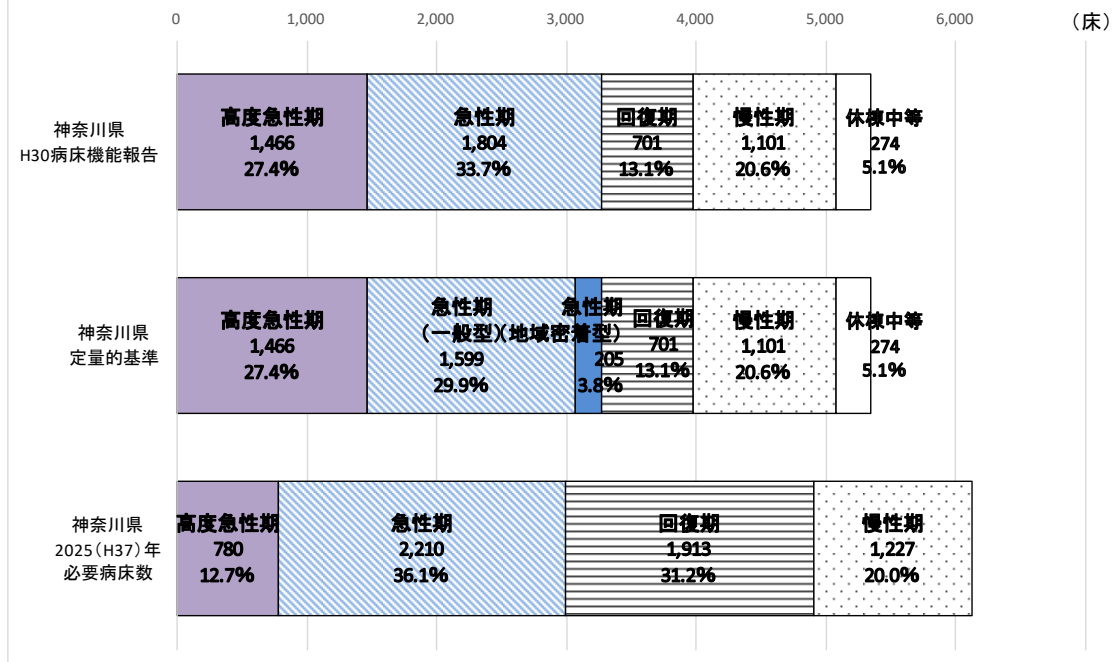 0 1,000 2,000 3,000 4,000 5,000 6,000 （床）
神奈川県
H30病床機能報告
高度急性期
1,466
27.4%
急性期
1,804
33.7%
回復期
701
13.1%
慢性期
1,101
20.6%
休棟中等
274
5.1%
神奈川県
定量的基準
高度急性期
1,466
27.4%
急性期
（一般型）
1,599
29.9%
急性期
（地域密着型）
205
3.8%
回復期
701
13.1%
慢性期
1,101
20.6%
休棟中等
274
5.1%
神奈川県
2025（H37）年
必要病床数
高度急性期
780
12.7%
急性期
2,210
36.1%
回復期
1,913
31.2%
慢性期
1,227
20.0%